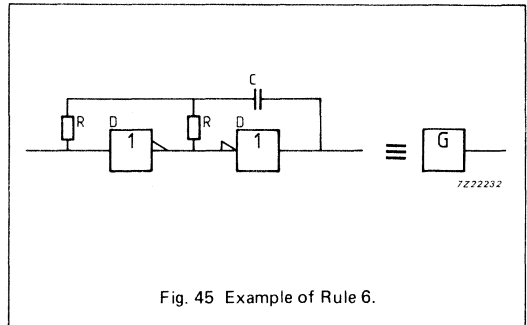 C
R D R D
1 1 ≡ G
7Z22232
Fig. 45 Example of Rule 6.